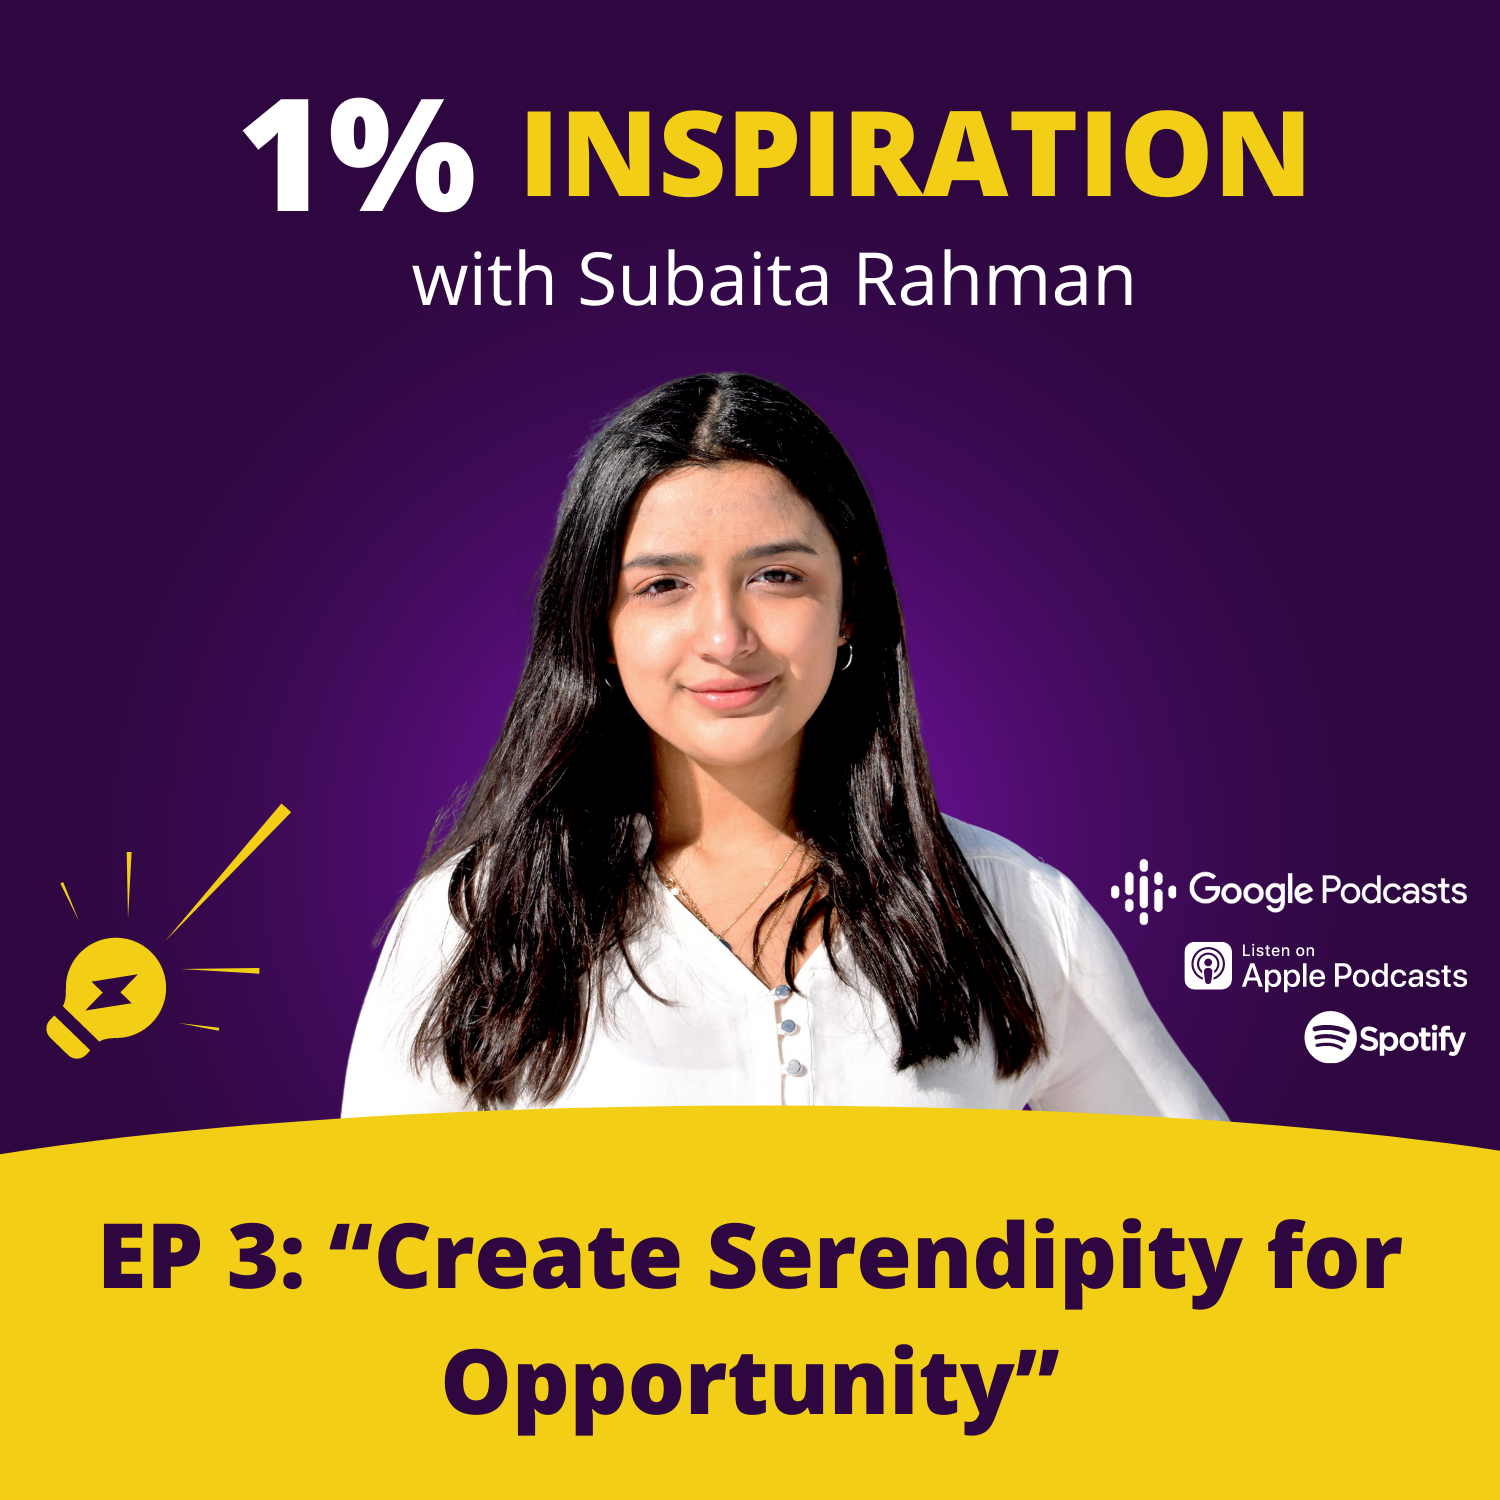 1% INSPIRATION
with Subaita Rahman
Google Podcasts
Listen on
Apple Podcasts
Spotify
EP 3: “Create Serendipity for
Opportunity”